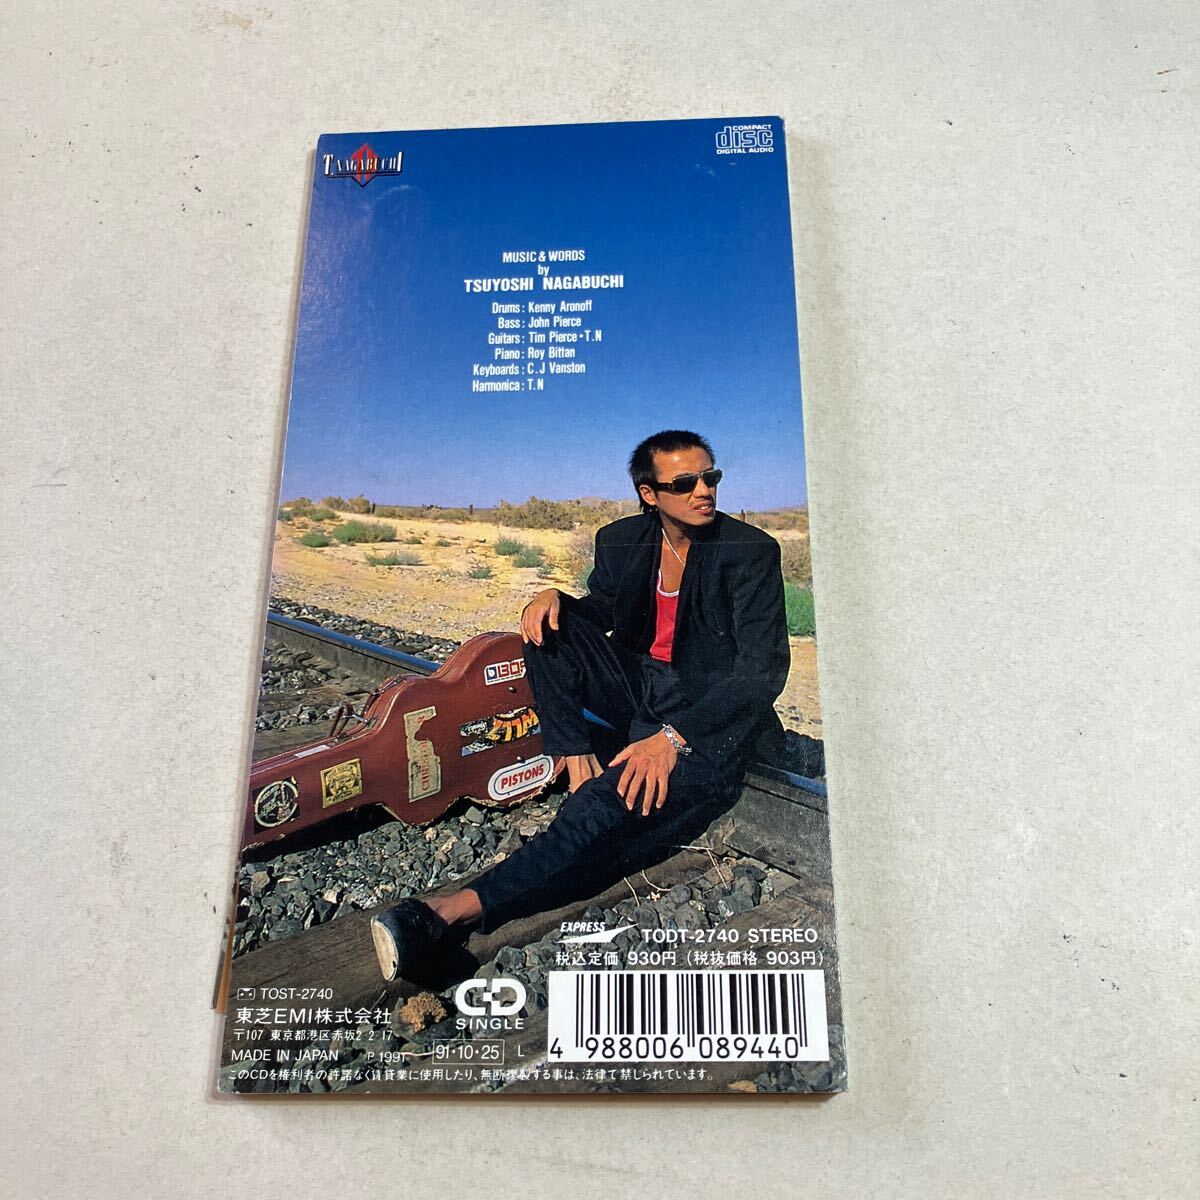 T.NAGABUCHI
COMPACT
disc
DIGITAL AUDIO
MUSIC & WORDS
by
TSUYOSHI NAGABUCHI
Drums: Kenny Aronoff
Bass: John Pierce
Guitars: Tim Pierce・T.N
Piano: Roy Bittan
Keyboards: C.J Vanston
Harmonica: T.N
PISTONS
EXPRESS
TODT-2740 STEREO
税込定価 930円 (税抜価格 903円)
TOST-2740
東芝EMI株式会社
〒107 東京都港区赤坂2-2-17
MADE IN JAPAN P 1991 91・10・25 L
CD
SINGLE
4 988006 089440
このCDを権利者の許諾なく賃貸業に使用したり、無断複製する事は、法律で禁じられています。